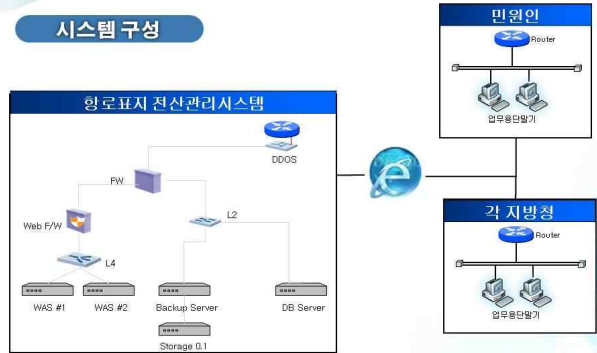 시스템 구성
민원인
Router
업무용단말기
항로표지 전산관리시스템
DDOS
FW
L2
Web F/W
L4
WAS #1
WAS #2
Backup Server
DB Server
Storage 0.1
각 지방청
Router
업무용단말기